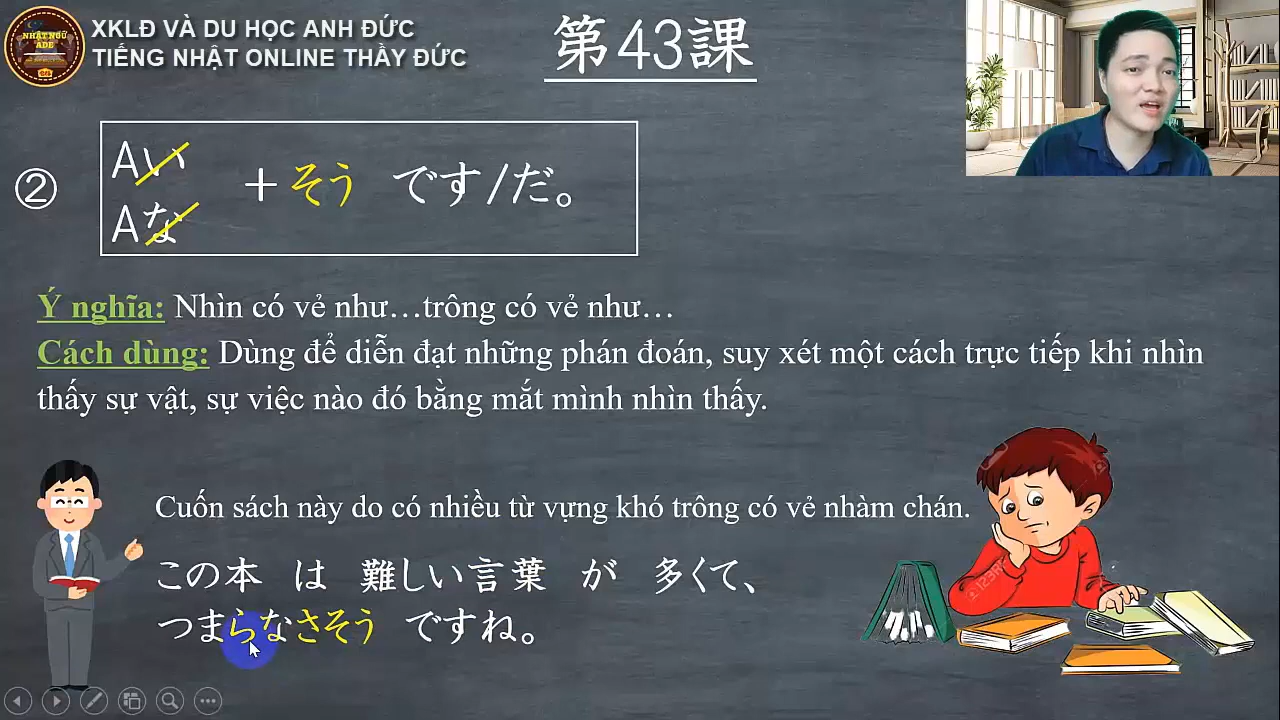 NHẬT NGỮ
ADE
XKLĐ VÀ DU HỌC ANH ĐỨC
TIẾNG NHẬT ONLINE THẦY ĐỨC
第43課
②
Aい
Aな
＋そう です/だ。
Ý nghĩa: Nhìn có vẻ như…trông có vẻ như…
Cách dùng: Dùng để diễn đạt những phán đoán, suy xét một cách trực tiếp khi nhìn
thấy sự vật, sự việc nào đó bằng mắt mình nhìn thấy.
Cuốn sách này do có nhiều từ vựng khó trông có vẻ nhàm chán.
この本 は 難しい言葉 が 多くて、
つまらなさそう ですね。